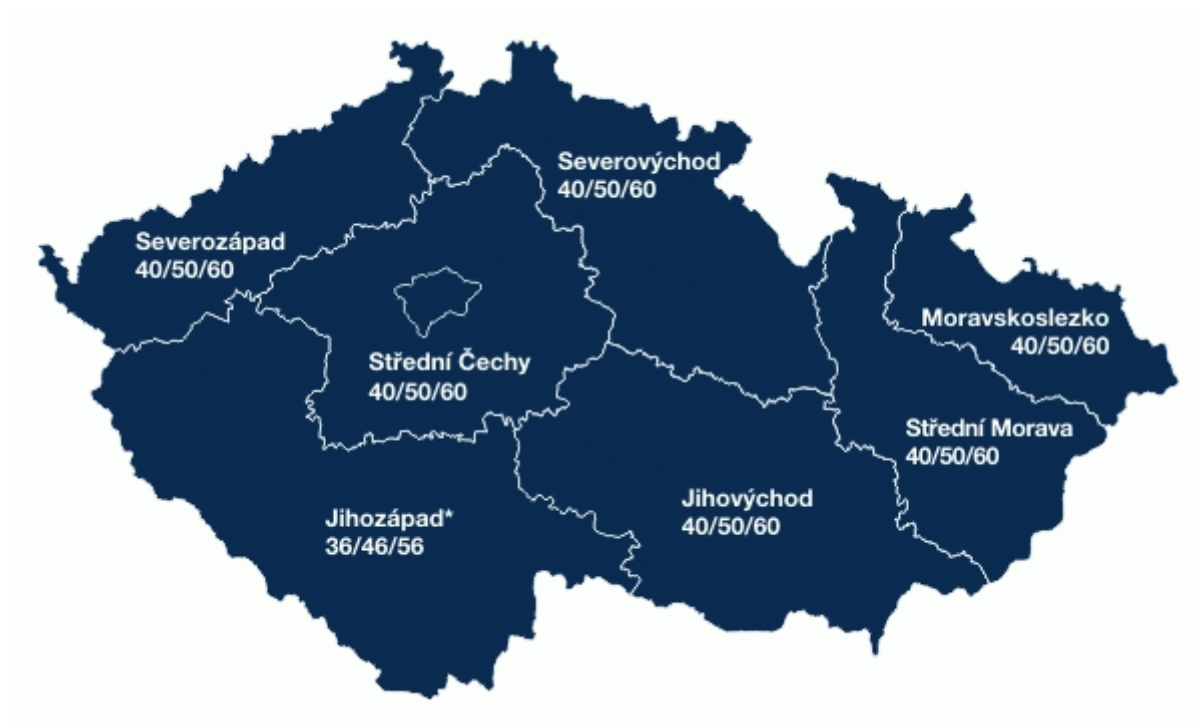 Severovýchod
40/50/60
Severozápad
40/50/60
Moravskoslezko
40/50/60
Střední Čechy
40/50/60
Střední Morava
40/50/60
Jihovýchod
40/50/60
Jihozápad*
36/46/56